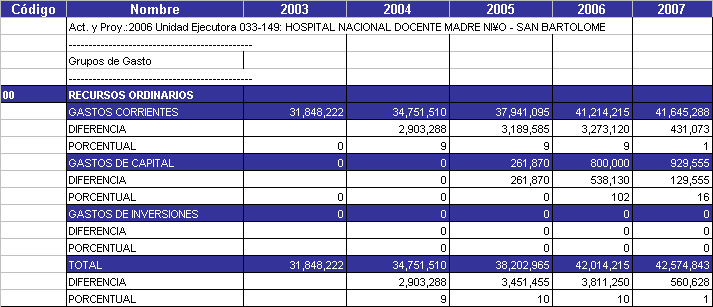 Código Nombre 2003 2004 2005 2006 2007
Act. y Proy.:2006 Unidad Ejecutora 033-149: HOSPITAL NACIONAL DOCENTE MADRE NI¥O - SAN BARTOLOME
----------------------------------------------
Grupos de Gasto
----------------------------------------------
00 RECURSOS ORDINARIOS
GASTOS CORRIENTES 31,848,222 34,751,510 37,941,095 41,214,215 41,645,288
DIFERENCIA 2,903,288 3,189,585 3,273,120 431,073
PORCENTUAL 0 9 9 9 1
GASTOS DE CAPITAL 0 0 261,870 800,000 929,555
DIFERENCIA 0 261,870 538,130 129,555
PORCENTUAL 0 0 0 102 16
GASTOS DE INVERSIONES 0 0 0 0 0
DIFERENCIA 0 0 0 0
PORCENTUAL 0 0 0 0
TOTAL 31,848,222 34,751,510 38,202,965 42,014,215 42,574,843
DIFERENCIA 2,903,288 3,451,455 3,811,250 560,628
PORCENTUAL 9 10 10 1